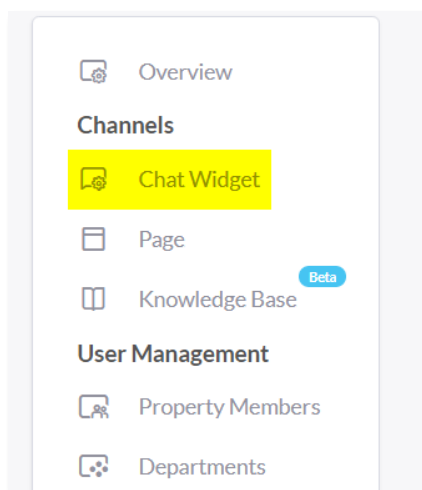 Overview
Channels
Chat Widget
Page
Beta
Knowledge Base
User Management
Property Members
Departments